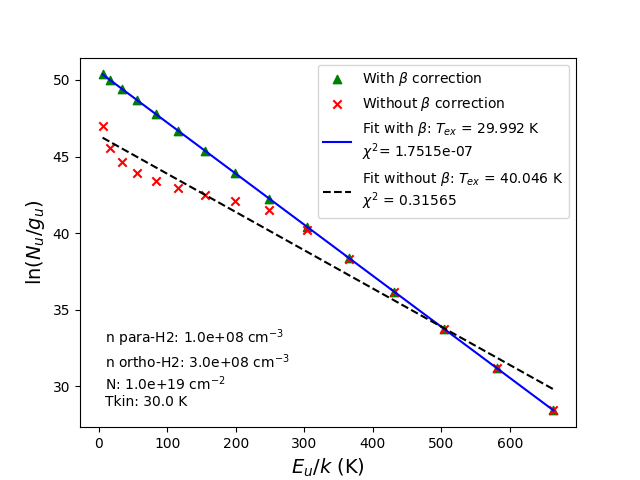 With β correction
Without β correction
Fit with β: T_ex = 29.992 K
χ²= 1.7515e-07
Fit without β: T_ex = 40.046 K
χ² = 0.31565
50
45
40
35
30
ln(N_u/g_u)
n para-H2: 1.0e+08 cm⁻³
n ortho-H2: 3.0e+08 cm⁻³
N: 1.0e+19 cm⁻²
Tkin: 30.0 K
0 100 200 300 400 500 600
E_u/k (K)